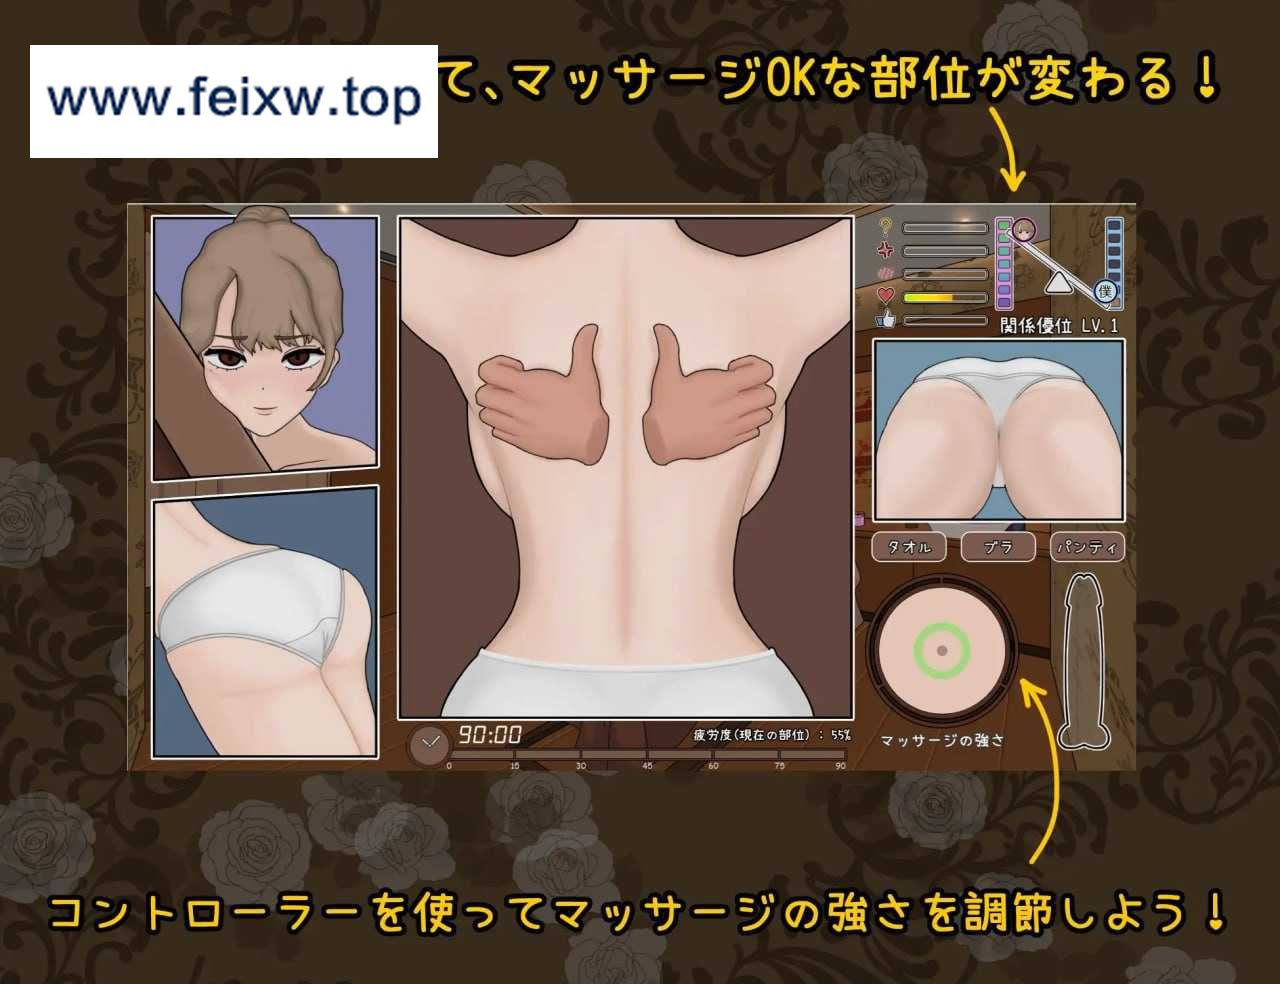 www.feixw.top
て、マッサージOKな部位が変わる!
僕
関係優位 LV.1
タオル
ブラ
パンティ
90:00
疲労度(現在の部位) : 55%
0 15 30 45 60 75 90
マッサージの強さ
コントローラーを使ってマッサージの強さを調節しよう!